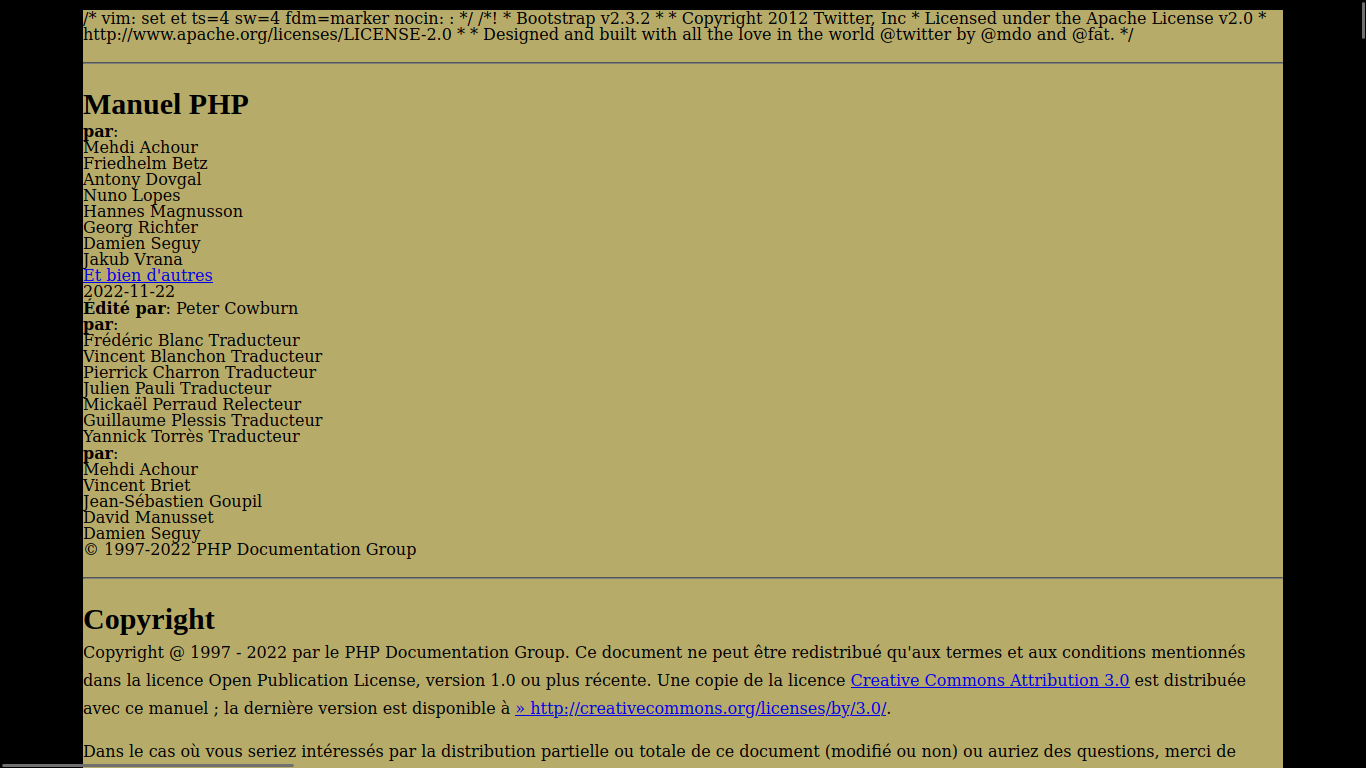 /* vim: set et ts=4 sw=4 fdm=marker nocin: : */ /*! * Bootstrap v2.3.2 * * Copyright 2012 Twitter, Inc * Licensed under the Apache License v2.0 *
http://www.apache.org/licenses/LICENSE-2.0 * * Designed and built with all the love in the world @twitter by @mdo and @fat. */
Manuel PHP
par:
Mehdi Achour
Friedhelm Betz
Antony Dovgal
Nuno Lopes
Hannes Magnusson
Georg Richter
Damien Seguy
Jakub Vrana
Et bien d'autres
2022-11-22
Édité par: Peter Cowburn
par:
Frédéric Blanc Traducteur
Vincent Blanchon Traducteur
Pierrick Charron Traducteur
Julien Pauli Traducteur
Mickaël Perraud Relecteur
Guillaume Plessis Traducteur
Yannick Torrès Traducteur
par:
Mehdi Achour
Vincent Briet
Jean-Sébastien Goupil
David Manusset
Damien Seguy
© 1997-2022 PHP Documentation Group
Copyright
Copyright @ 1997 - 2022 par le PHP Documentation Group. Ce document ne peut être redistribué qu'aux termes et aux conditions mentionnés
dans la licence Open Publication License, version 1.0 ou plus récente. Une copie de la licence Creative Commons Attribution 3.0 est distribuée
avec ce manuel ; la dernière version est disponible à » http://creativecommons.org/licenses/by/3.0/.
Dans le cas où vous seriez intéressés par la distribution partielle ou totale de ce document (modifié ou non) ou auriez des questions, merci de